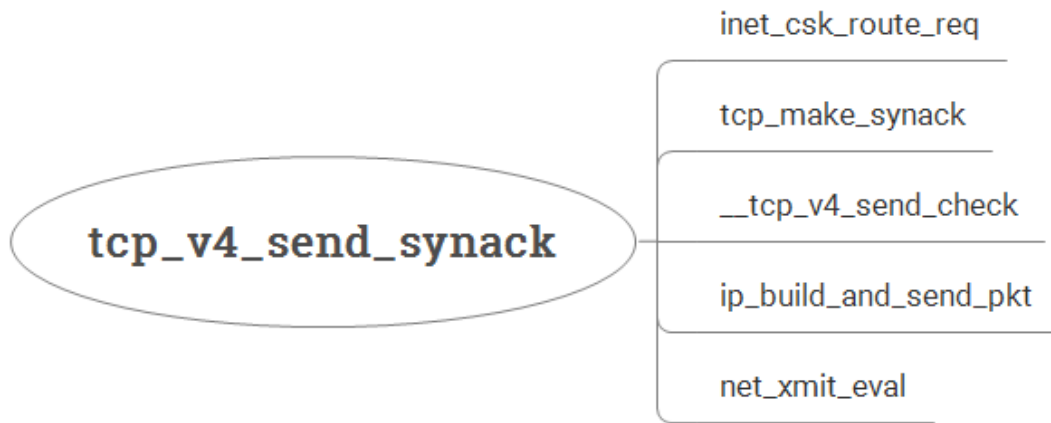 inet_csk_route_req
tcp_make_synack
__tcp_v4_send_check
tcp_v4_send_synack
ip_build_and_send_pkt
net_xmit_eval